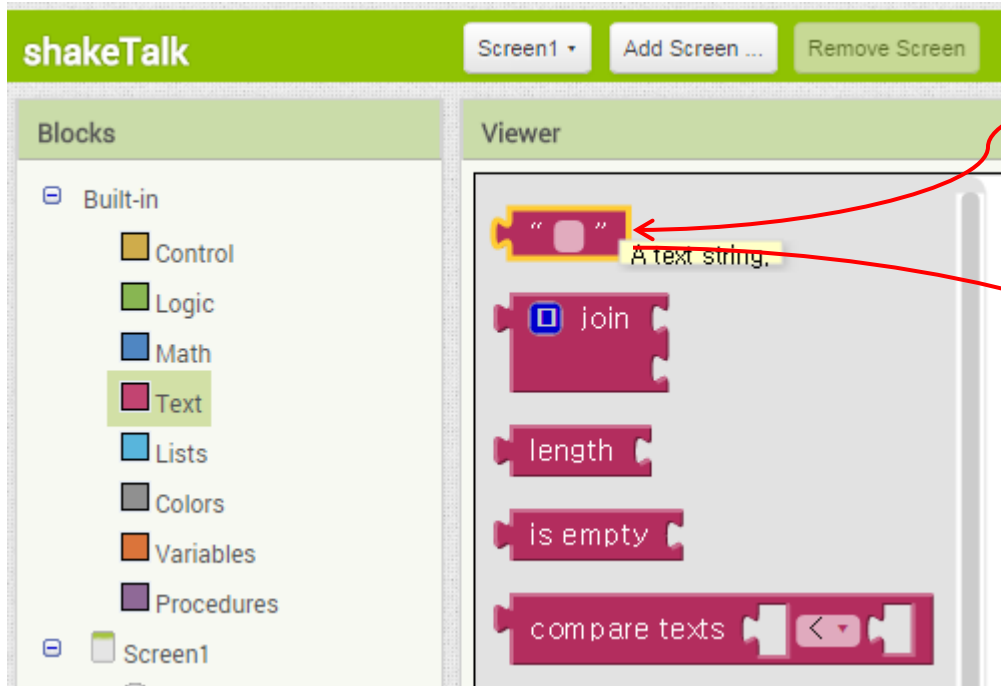 shakeTalk
Screen1
Add Screen ...
Remove Screen
Blocks
Viewer
Built-in
Control
Logic
Math
Text
Lists
Colors
Variables
Procedures
Screen1
“ ”
A text string.
join
length
is empty
compare texts <